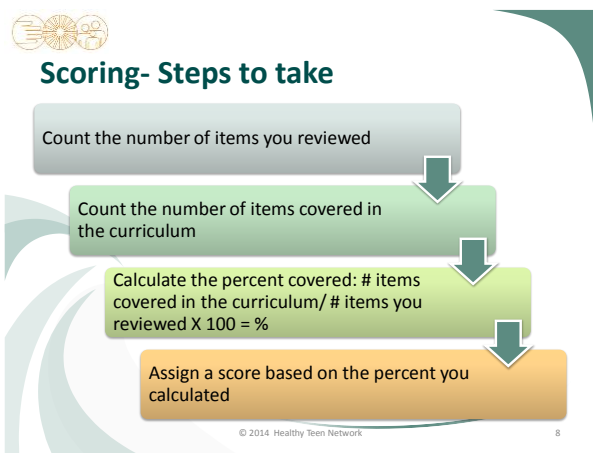 Scoring- Steps to take
Count the number of items you reviewed
Count the number of items covered in
the curriculum
Calculate the percent covered: # items
covered in the curriculum/ # items you
reviewed X 100 = %
Assign a score based on the percent you
calculated
© 2014 Healthy Teen Network
8